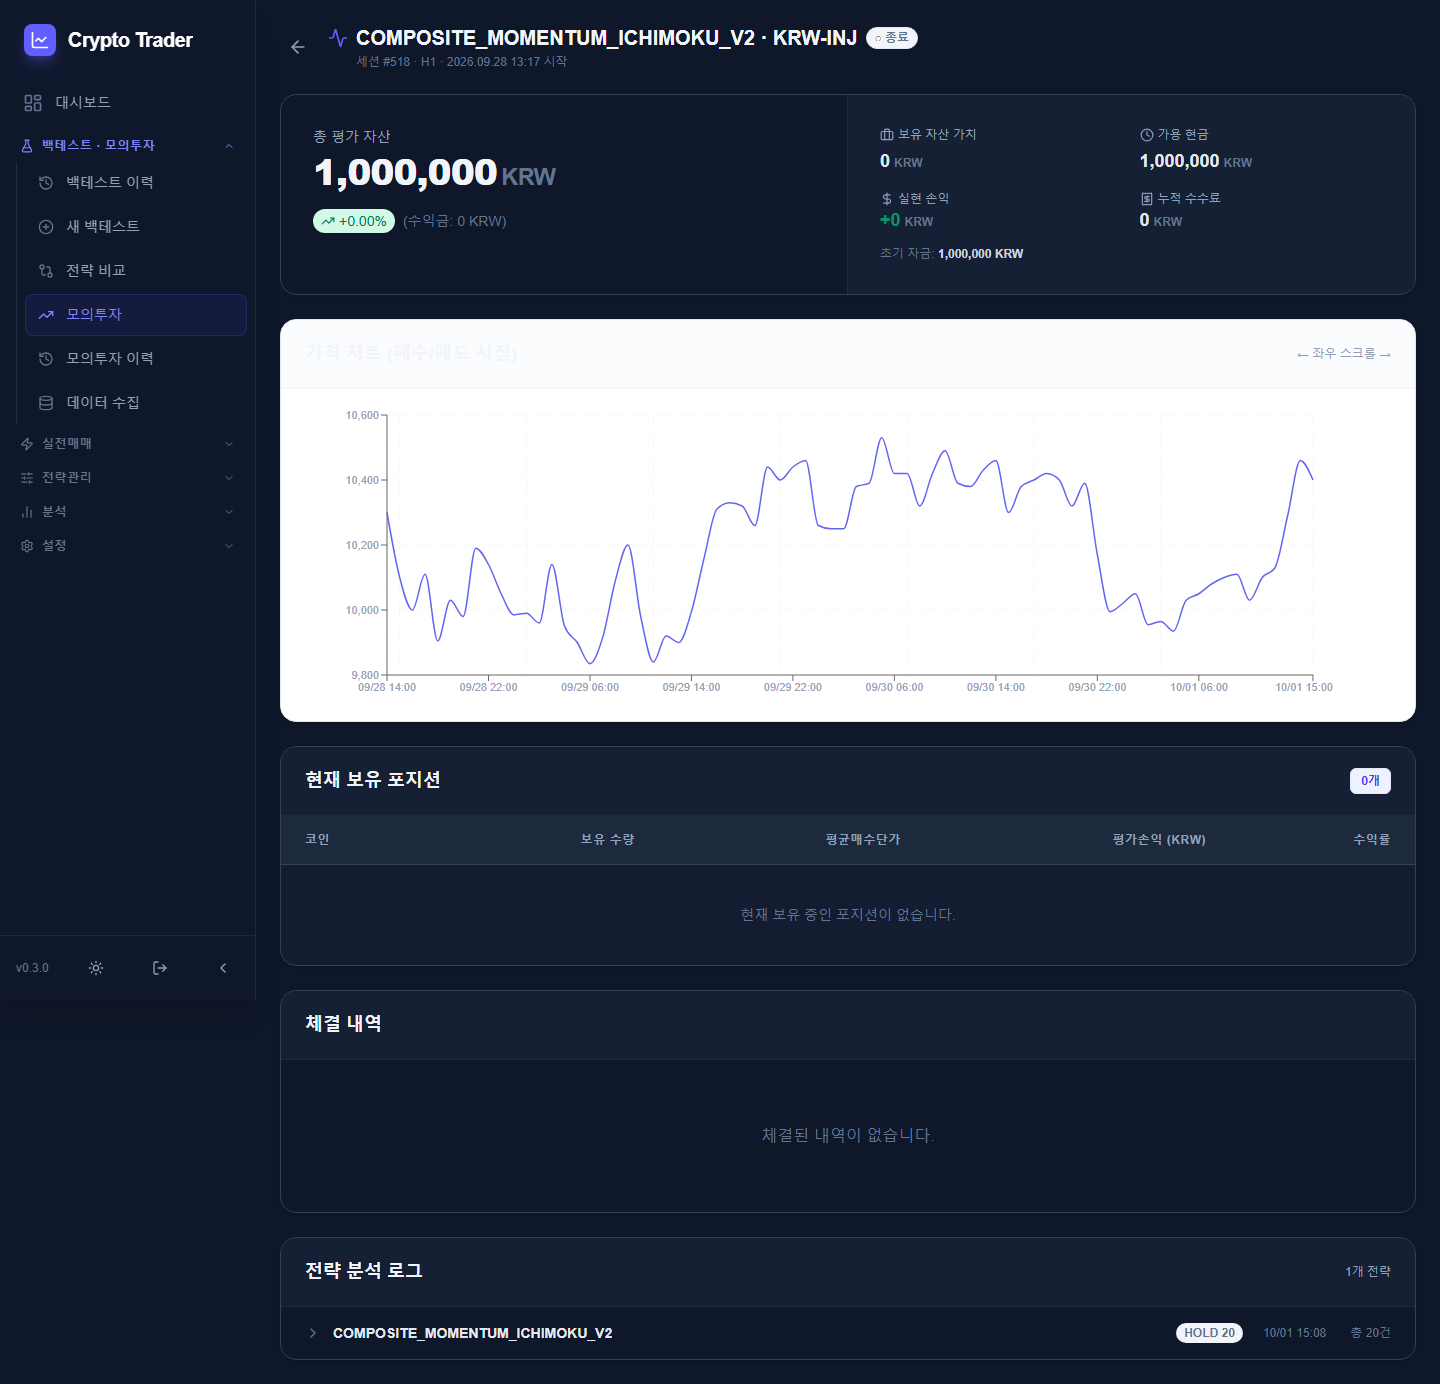 Crypto Trader
대시보드
백테스트 · 모의투자
백테스트 이력
새 백테스트
전략 비교
모의투자
모의투자 이력
데이터 수집
실전매매
전략관리
분석
설정
v0.3.0
COMPOSITE_MOMENTUM_ICHIMOKU_V2 · KRW-INJ ○ 종료
세션 #518 · H1 · 2026.09.28 13:17 시작
총 평가 자산
1,000,000 KRW
+0.00% (수익금: 0 KRW)
보유 자산 가치
0 KRW
가용 현금
1,000,000 KRW
실현 손익
+0 KRW
누적 수수료
0 KRW
초기 자금: 1,000,000 KRW
가격 차트 (매수/매도 시점)
← 좌우 스크롤 →
10,600
10,400
10,200
10,000
9,800
09/28 14:00 09/28 22:00 09/29 06:00 09/29 14:00 09/29 22:00 09/30 06:00 09/30 14:00 09/30 22:00 10/01 06:00 10/01 15:00
현재 보유 포지션 0개
코인 보유 수량 평균매수단가 평가손익 (KRW) 수익률
현재 보유 중인 포지션이 없습니다.
체결 내역
체결된 내역이 없습니다.
전략 분석 로그 1개 전략
COMPOSITE_MOMENTUM_ICHIMOKU_V2 HOLD 20 10/01 15:08 총 20건